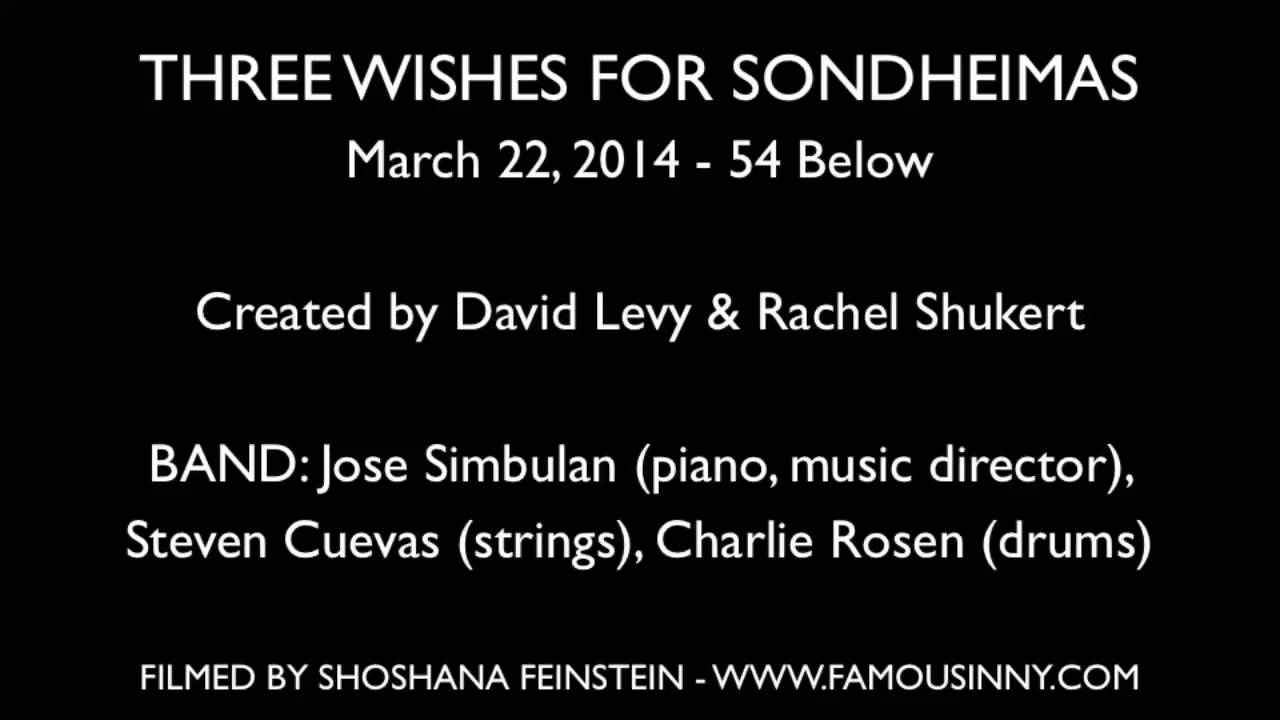 THREE WISHES FOR SONDHEIMAS
March 22, 2014 - 54 Below
Created by David Levy & Rachel Shukert
BAND: Jose Simbulan (piano, music director),
Steven Cuevas (strings), Charlie Rosen (drums)
FILMED BY SHOSHANA FEINSTEIN - WWW.FAMOUSINNY.COM